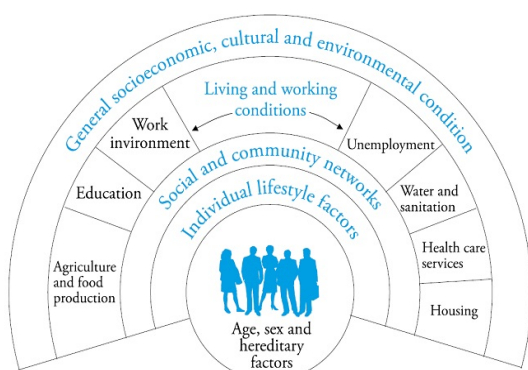 General socioeconomic, cultural and environmental condition
Living and working
conditions
Work
invironment
Unemployment
Social and community networks
Education
Water and
sanitation
Individual lifestyle factors
Agriculture
and food
production
Health care
services
Housing
Age, sex and
hereditary
factors